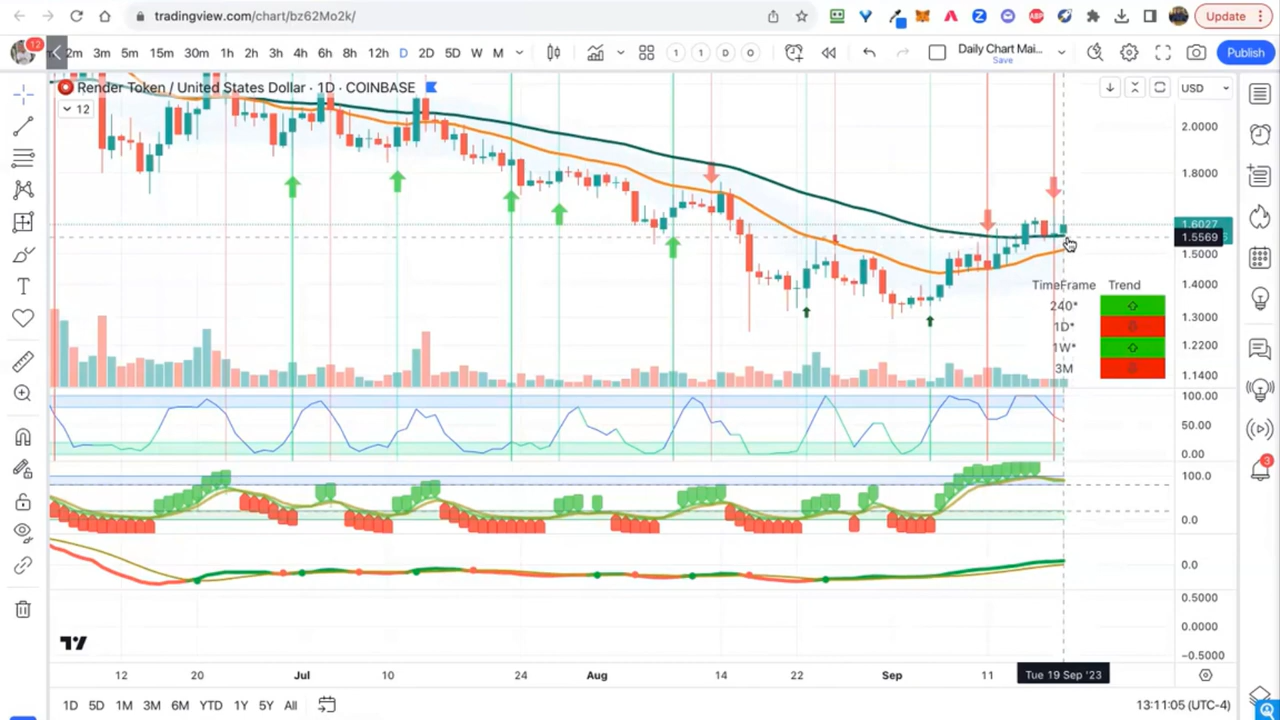 tradingview.com/chart/bz62Mo2k/
ABP
Update
12
2m 3m 5m 15m 30m 1h 2h 3h 4h 6h 8h 12h D 2D 5D W M
1 1 D O
Daily Chart Mai...
Save
Publish
Render Token / United States Dollar · 1D · COINBASE
12
USD
2.0000
1.8000
1.6027
1.5569
1.5000
1.4000
1.3000
1.2200
1.1400
TimeFrame Trend
240*
1D*
1W*
3M
100.00
50.00
0.00
100.0
0.0
0.0
0.5000
0.0000
−0.5000
3
12 20 Jul 10 24 Aug 14 22 Sep 11 Tue 19 Sep '23
1D 5D 1M 3M 6M YTD 1Y 5Y All
13:11:05 (UTC-4)